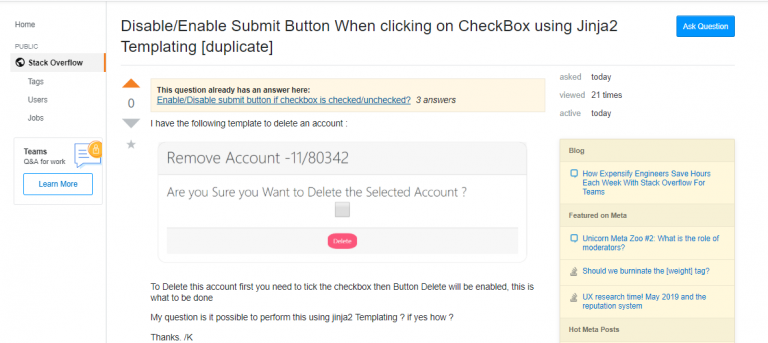 Home
PUBLIC
Stack Overflow
Tags
Users
Jobs
Teams
Q&A for work
Learn More
Disable/Enable Submit Button When clicking on CheckBox using Jinja2
Templating [duplicate]
Ask Question
0
This question already has an answer here:
Enable/Disable submit button if checkbox is checked/unchecked? 3 answers
I have the following template to delete an account :
Remove Account -11/80342
Are you Sure you Want to Delete the Selected Account ?
Delete
To Delete this account first you need to tick the checkbox then Button Delete will be enabled, this is
what to be done
My question is it possible to perform this using jinja2 Templating ? if yes how ?
Thanks. /K
asked today
viewed 21 times
active today
Blog
How Expensify Engineers Save Hours
Each Week With Stack Overflow For
Teams
Featured on Meta
Unicorn Meta Zoo #2: What is the role of
moderators?
Should we burninate the [weight] tag?
UX research time! May 2019 and the
reputation system
Hot Meta Posts